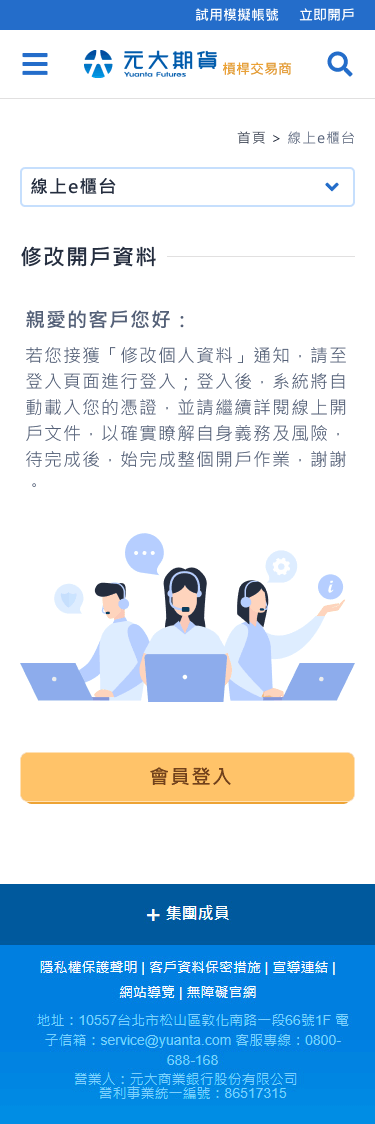 試用模擬帳號 立即開戶
元大期貨 槓桿交易商
Yuanta Futures
首頁 > 線上e櫃台
線上e櫃台
修改開戶資料
親愛的客戶您好：
若您接獲「修改個人資料」通知，請至
登入頁面進行登入；登入後，系統將自
動載入您的憑證，並請繼續詳閱線上開
戶文件，以確實瞭解自身義務及風險，
待完成後，始完成整個開戶作業，謝謝
。
會員登入
+ 集團成員
隱私權保護聲明 | 客戶資料保密措施 | 宣導連結 |
網站導覽 | 無障礙官網
地址：10557台北市松山區敦化南路一段66號1F 電
子信箱：service@yuanta.com 客服專線：0800-
688-168
營業人：元大商業銀行股份有限公司
營利事業統一編號：86517315